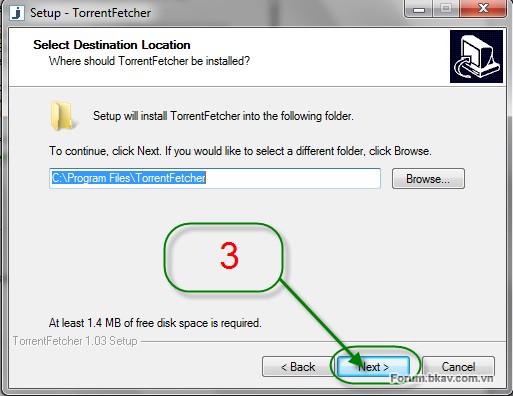 Setup - TorrentFetcher
Select Destination Location
Where should TorrentFetcher be installed?
Setup will install TorrentFetcher into the following folder.
To continue, click Next. If you would like to select a different folder, click Browse.
C:\Program Files\TorrentFetcher
Browse...
3
At least 1.4 MB of free disk space is required.
TorrentFetcher 1.03 Setup
< Back
Next >
Cancel
Forum.bkav.com.vn